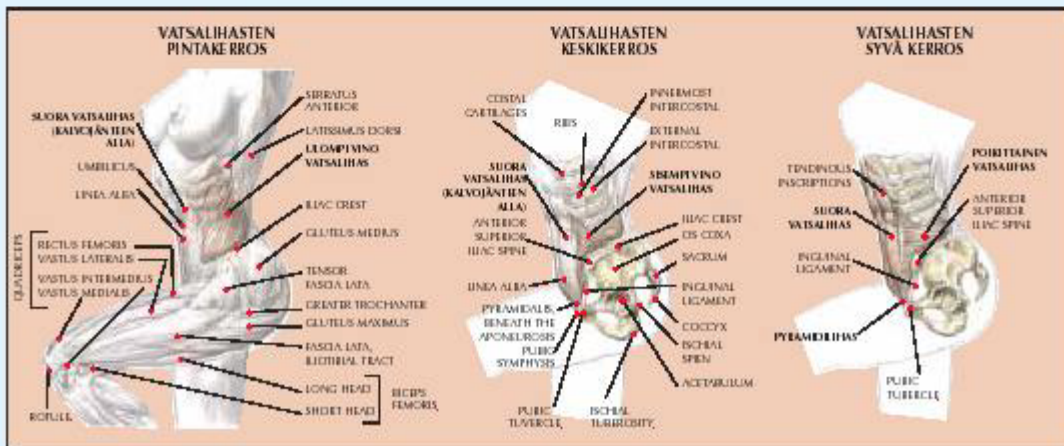 VATSALIHASTEN
PINTAKERROS
SERRATUS
ANTERIOR
SUORA VATSALIHAS
(KALVOJÄNTEEN
ALLA)
LATISSIMUS DORSI
ULOMPI VINO
VATSALIHAS
UMBILICUS
LINEA ALBA
ILIAC CREST
GLUTEUS MEDIUS
QUADRICEPS
RECTUS FEMORIS
VASTUS LATERALIS
VASTUS INTERMEDIUS
VASTUS MEDIALIS
TENSOR
FASCIA LATA
GREATER TROCHANTER
GLUTEUS MAXIMUS
FASCIA LATA,
ILIOTIBIAL TRACT
LONG HEAD
SHORT HEAD
BICEPS
FEMORIS
ROTULE
VATSALIHASTEN
KESKIKERROS
COSTAL
CARTILAGES
RIBS
INNERMOST
INTERCOSTAL
EXTERNAL
INTERCOSTAL
SUORA
VATSALIHAS
(KALVOJÄNTIEN
ALLA)
SISEMPI VINO
VATSALIHAS
ANTERIOR
SUPERIOR
ILIAC SPINE
ILIAC CREST
OS COXA
SACRUM
LINEA ALBA
INGUINAL
LIGAMENT
PYRAMIDALIS,
BENEATH THE
APONEUROSIS
PUBIC
SYMPHYSIS
COCCYX
ISCHIAL
SPIEN
ACETABULUM
PUBIC
TUVERCLE
ISCHIAL
TUBEROSITY
VATSALIHASTEN
SYVÄ KERROS
TENDINOUS
INSCRIPTIONS
POIKITTAINEN
VATSALIHAS
SUORA
VATSALIHAS
ANTERIOR
SUPERIOR
ILIAC SPINE
INGUINAL
LIGAMENT
PYRAMIDILIHAS
PUBIC
TUBERCLE